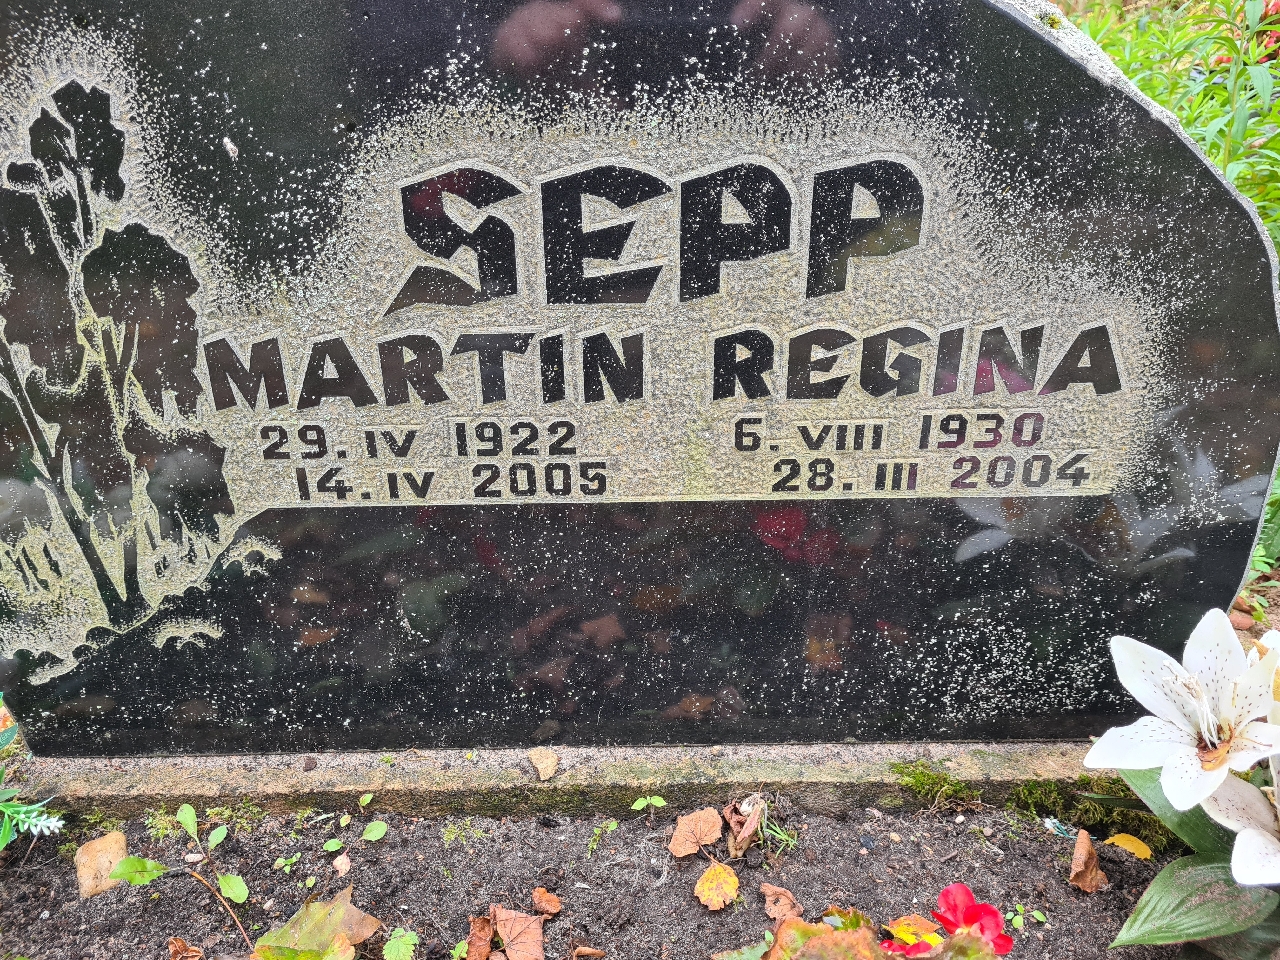 SEPP
MARTIN REGINA
29. IV 1922 6. VIII 1930
14. IV 2005 28. III 2004